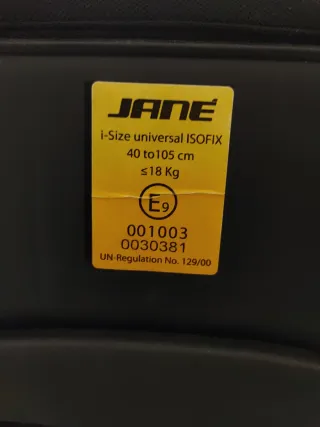 JANÉ
i-Size universal ISOFIX
40 to105 cm
≤18 Kg
E9
001003
0030381
UN-Regulation No. 129/00